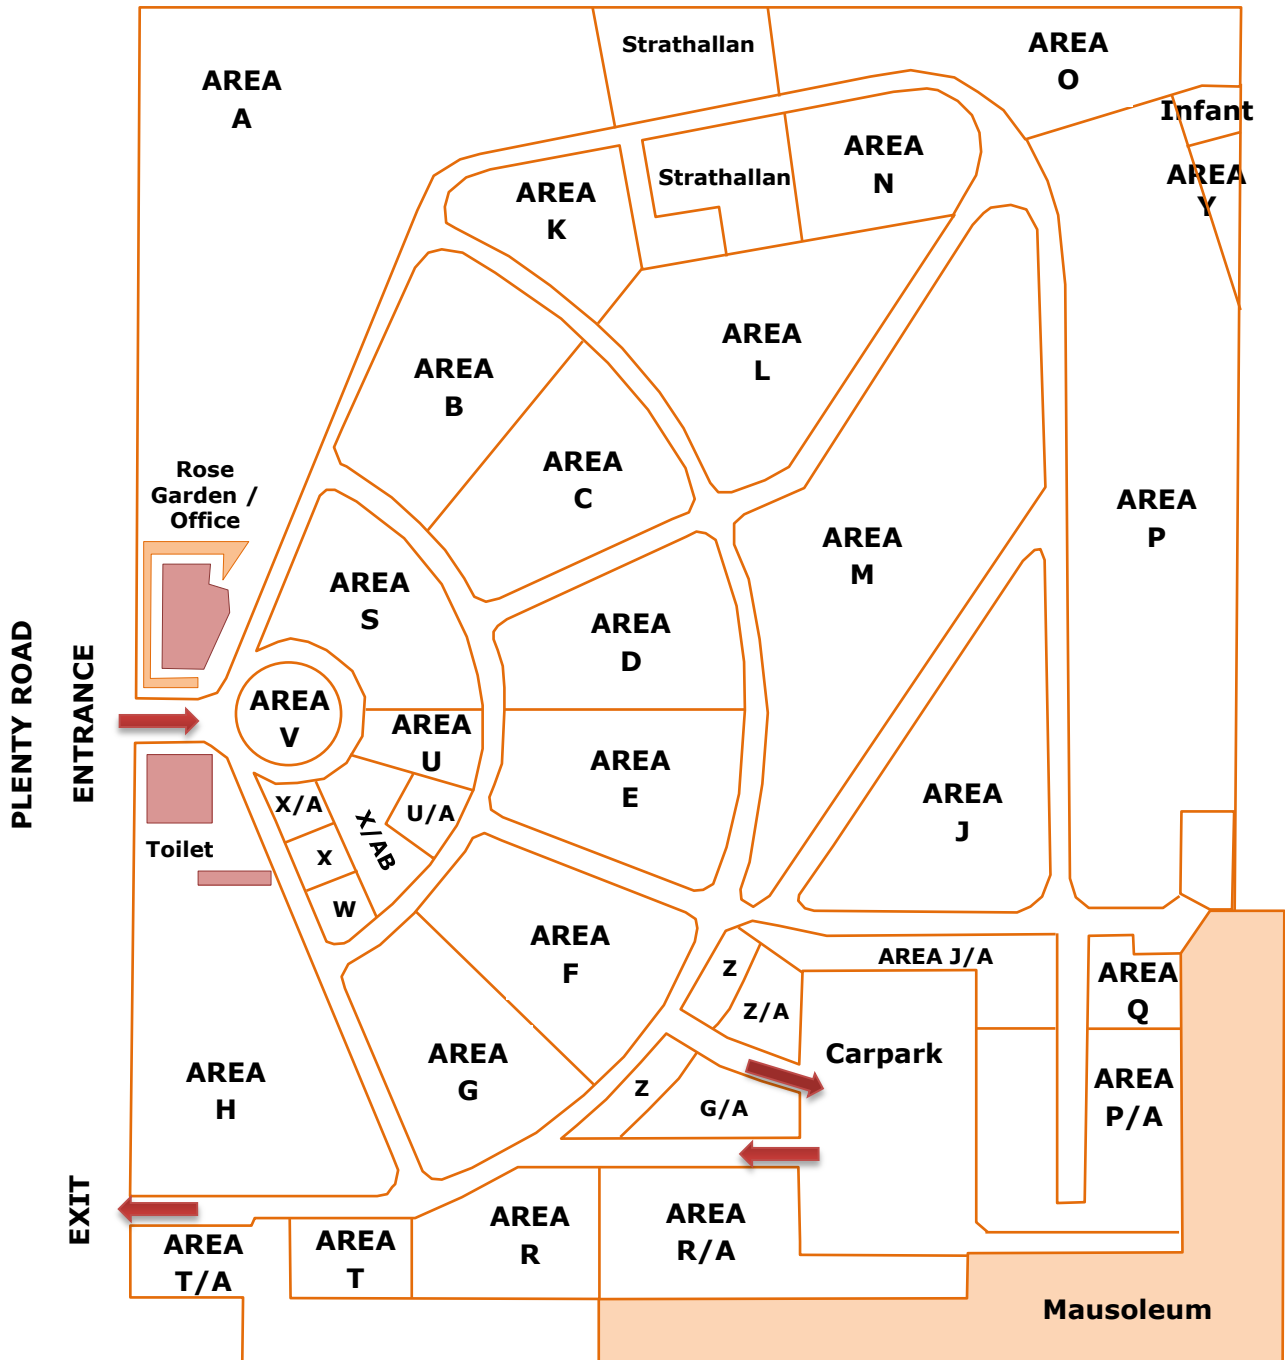 Strathallan
AREA
O
AREA
A
Infant
AREA
N
Strathallan
AREA
Y
AREA
K
AREA
L
AREA
B
AREA
C
Rose
Garden /
Office
AREA
P
AREA
M
AREA
S
AREA
D
PLENTY ROAD
ENTRANCE
AREA
V
AREA
U
AREA
E
X/A
U/A
X/AB
AREA
J
Toilet
X
W
AREA
F
AREA J/A
Z
Z/A
AREA
Q
Carpark
AREA
G
AREA
H
Z
G/A
AREA
P/A
EXIT
AREA
T/A
AREA
T
AREA
R
AREA
R/A
Mausoleum